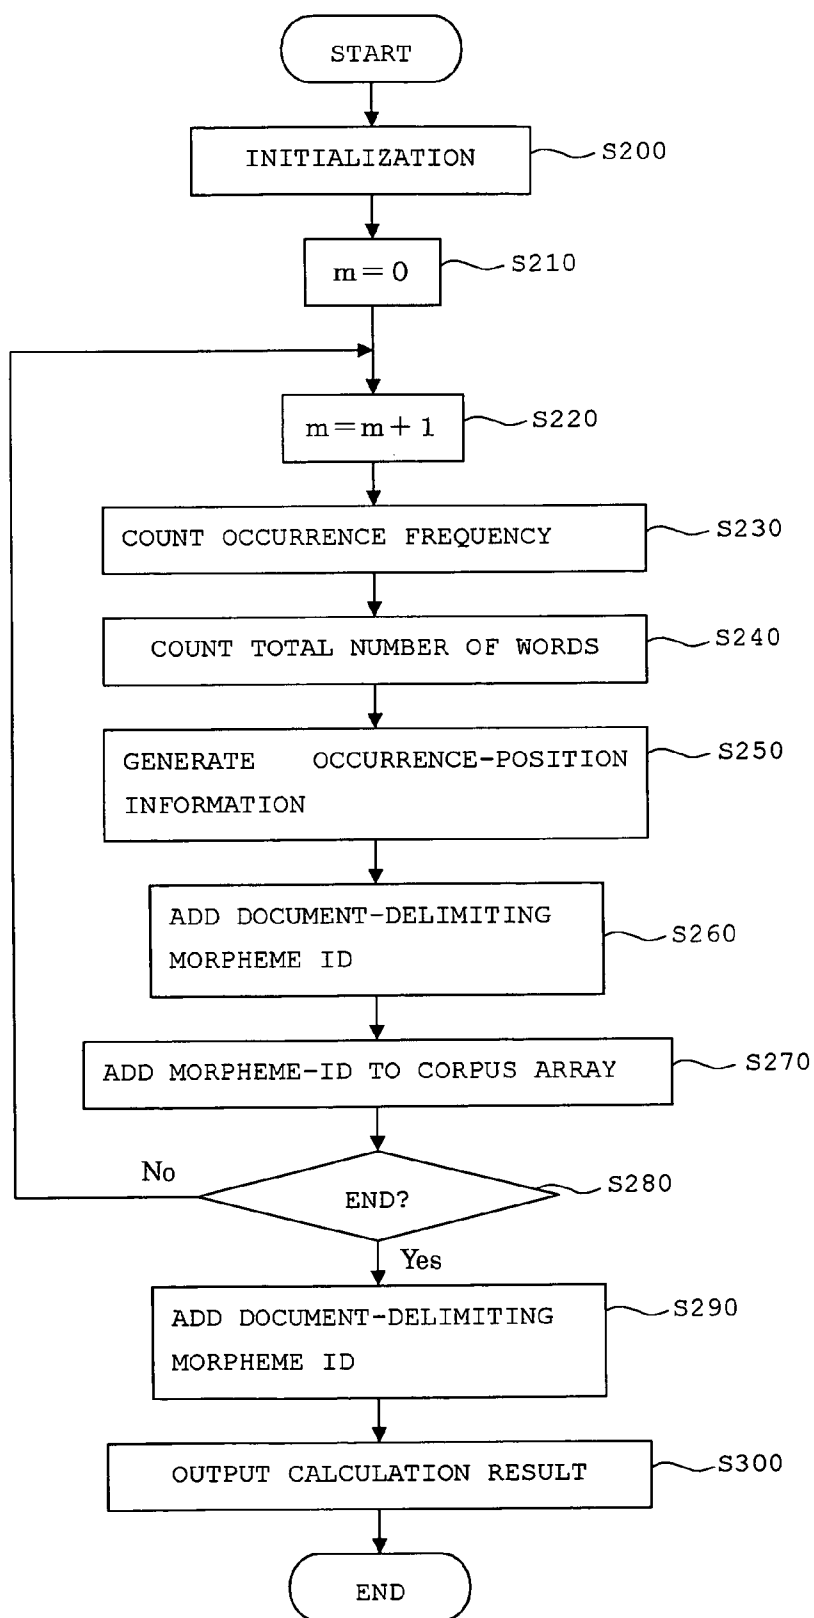 START
INITIALIZATION
S200
m=0
S210
m=m+1
S220
COUNT OCCURRENCE FREQUENCY
S230
COUNT TOTAL NUMBER OF WORDS
S240
GENERATE OCCURRENCE-POSITION
INFORMATION
S250
ADD DOCUMENT-DELIMITING
MORPHEME ID
S260
ADD MORPHEME-ID TO CORPUS ARRAY
S270
No
END?
S280
Yes
ADD DOCUMENT-DELIMITING
MORPHEME ID
S290
OUTPUT CALCULATION RESULT
S300
END